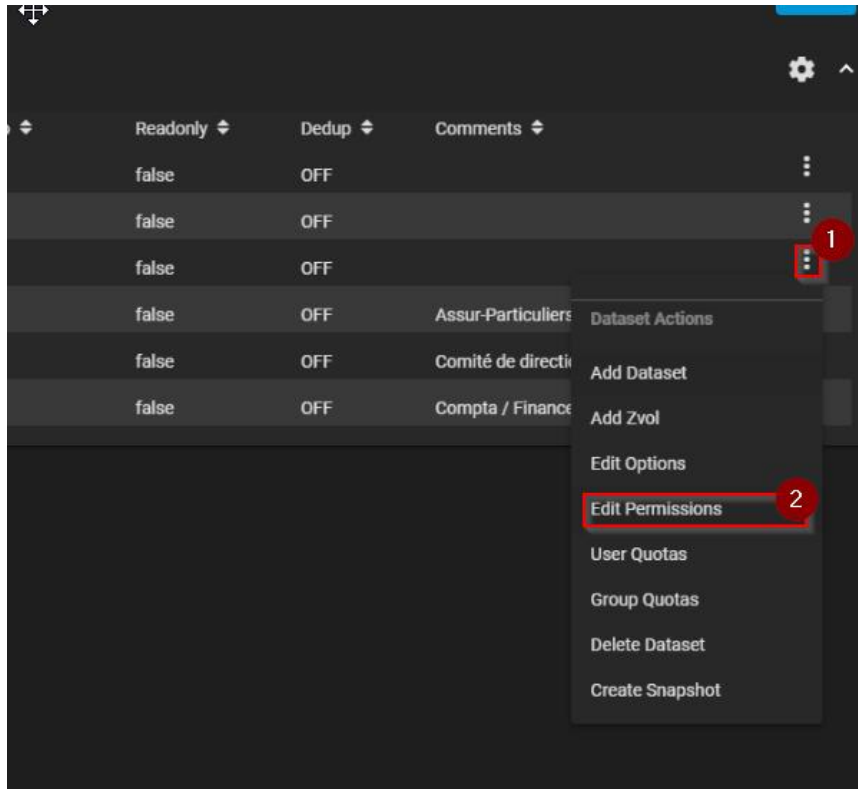 Readonly Dedup Comments
false OFF
false OFF
1
false OFF
false OFF Assur-Particuliers
Dataset Actions
false OFF Comité de directi
Add Dataset
false OFF Compta / Finance
Add Zvol
Edit Options
Edit Permissions 2
User Quotas
Group Quotas
Delete Dataset
Create Snapshot